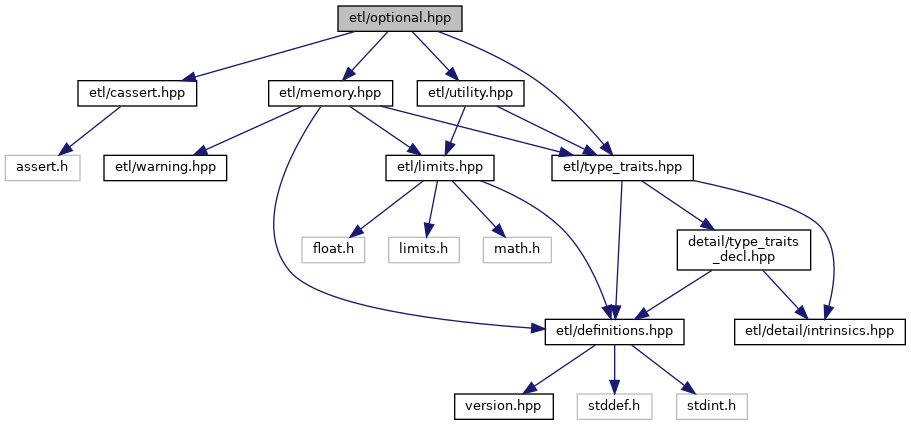 etl/optional.hpp
etl/cassert.hpp
etl/memory.hpp
etl/utility.hpp
assert.h
etl/warning.hpp
etl/limits.hpp
etl/type_traits.hpp
float.h
limits.h
math.h
detail/type_traits
_decl.hpp
etl/definitions.hpp
etl/detail/intrinsics.hpp
version.hpp
stddef.h
stdint.h